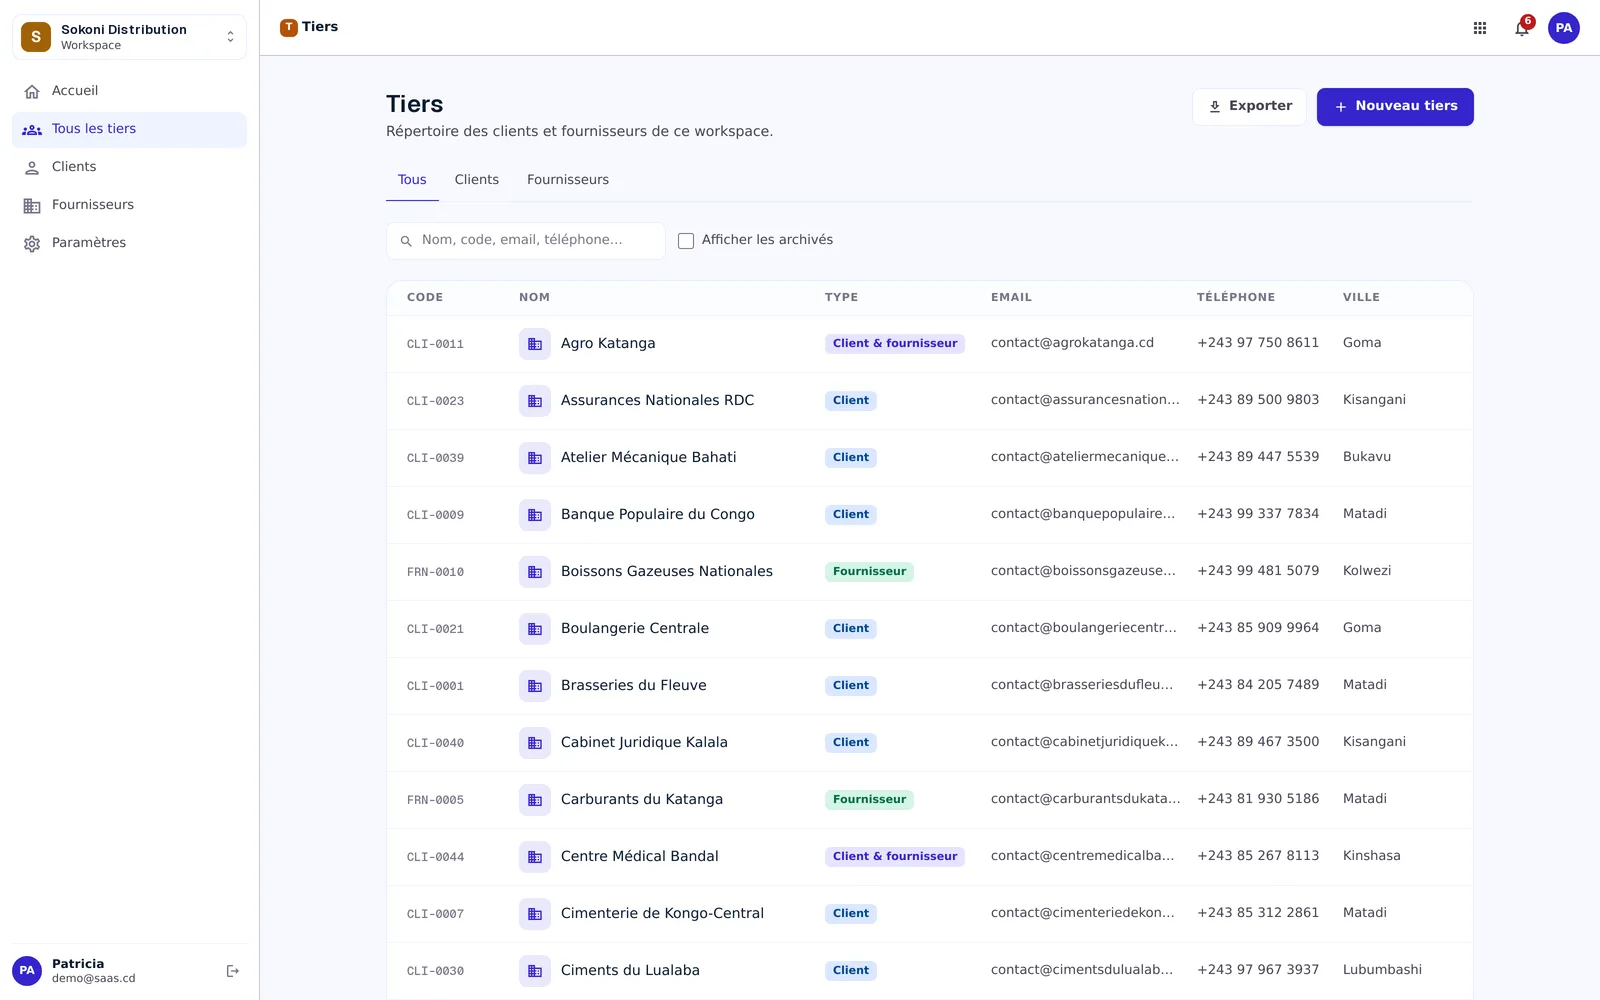 S
Sokoni Distribution
Workspace
Accueil
Tous les tiers
Clients
Fournisseurs
Paramètres
PA
Patricia
demo@saas.cd
T Tiers
6
PA
Tiers
Répertoire des clients et fournisseurs de ce workspace.
Exporter
Nouveau tiers
Tous Clients Fournisseurs
Nom, code, email, téléphone...
Afficher les archivés
CODE NOM TYPE EMAIL TÉLÉPHONE VILLE
CLI-0011 Agro Katanga Client & fournisseur contact@agrokatanga.cd +243 97 750 8611 Goma
CLI-0023 Assurances Nationales RDC Client contact@assurancesnation... +243 89 500 9803 Kisangani
CLI-0039 Atelier Mécanique Bahati Client contact@ateliermecanique... +243 89 447 5539 Bukavu
CLI-0009 Banque Populaire du Congo Client contact@banquepopulaire... +243 99 337 7834 Matadi
FRN-0010 Boissons Gazeuses Nationales Fournisseur contact@boissonsgazeuse... +243 99 481 5079 Kolwezi
CLI-0021 Boulangerie Centrale Client contact@boulangeriecentr... +243 85 909 9964 Goma
CLI-0001 Brasseries du Fleuve Client contact@brasseriesdufleu... +243 84 205 7489 Matadi
CLI-0040 Cabinet Juridique Kalala Client contact@cabinetjuridiquek... +243 89 467 3500 Kisangani
FRN-0005 Carburants du Katanga Fournisseur contact@carburantsdukata... +243 81 930 5186 Matadi
CLI-0044 Centre Médical Bandal Client & fournisseur contact@centremedicalba... +243 85 267 8113 Kinshasa
CLI-0007 Cimenterie de Kongo-Central Client contact@cimenteriedekon... +243 85 312 2861 Matadi
CLI-0030 Ciments du Lualaba Client contact@cimentsdulualab... +243 97 967 3937 Lubumbashi